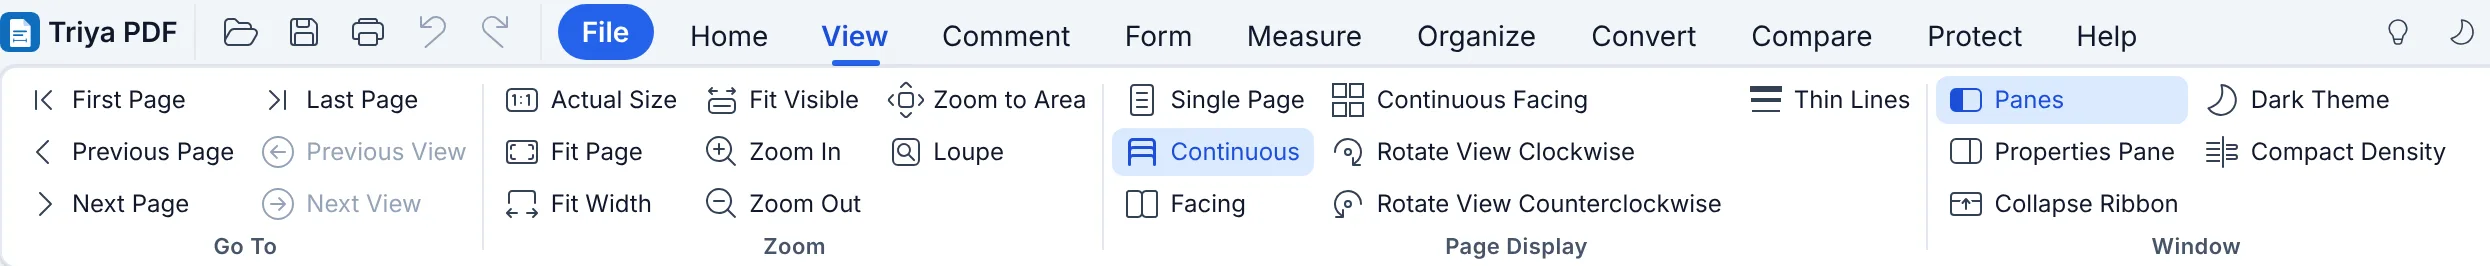 Triya PDF File Home View Comment Form Measure Organize Convert Compare Protect Help
First Page Last Page 1:1 Actual Size Fit Visible Zoom to Area Single Page Continuous Facing Thin Lines Panes Dark Theme
Previous Page Previous View Fit Page Zoom In Loupe Continuous Rotate View Clockwise Properties Pane Compact Density
Next Page Next View Fit Width Zoom Out Facing Rotate View Counterclockwise Collapse Ribbon
Go To Zoom Page Display Window